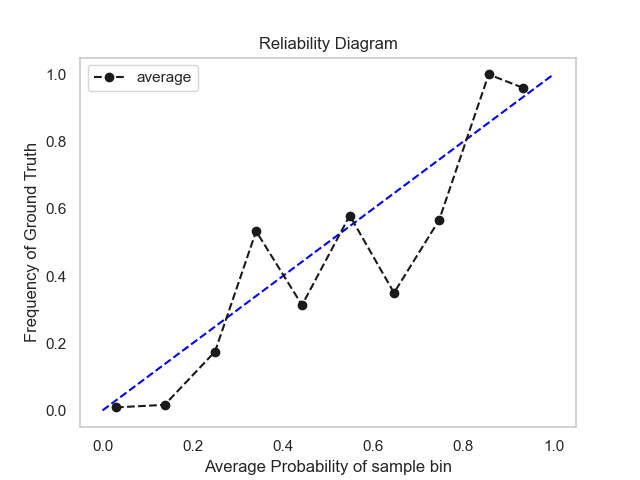 Reliability Diagram
average
Frequency of Ground Truth
1.0
0.8
0.6
0.4
0.2
0.0
0.0 0.2 0.4 0.6 0.8 1.0
Average Probability of sample bin